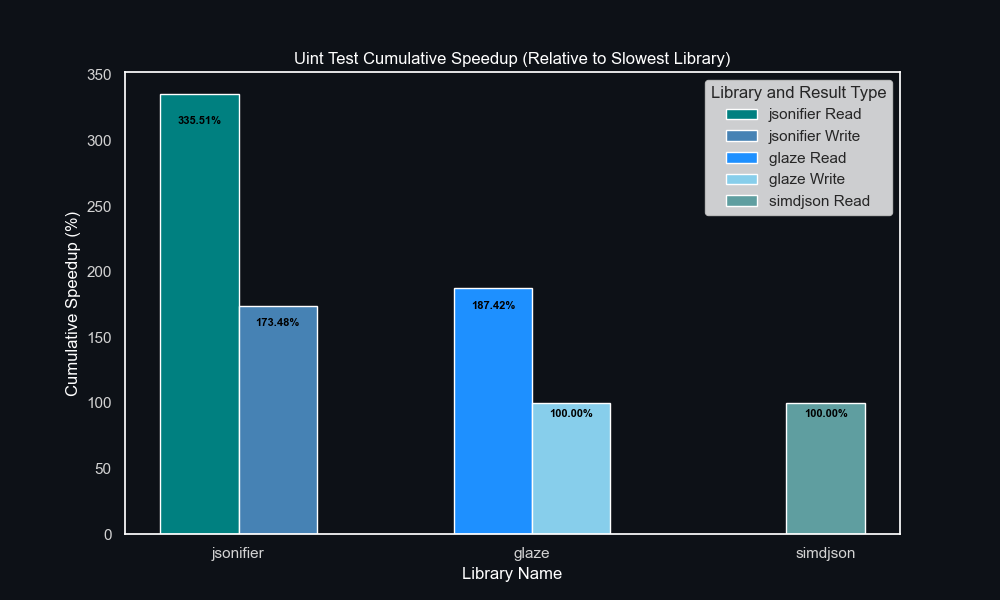 Uint Test Cumulative Speedup (Relative to Slowest Library)
350
300
250
200
150
100
50
0
Cumulative Speedup (%)
335.51%
173.48%
187.42%
100.00%
100.00%
Library and Result Type
jsonifier Read
jsonifier Write
glaze Read
glaze Write
simdjson Read
jsonifier
glaze
simdjson
Library Name